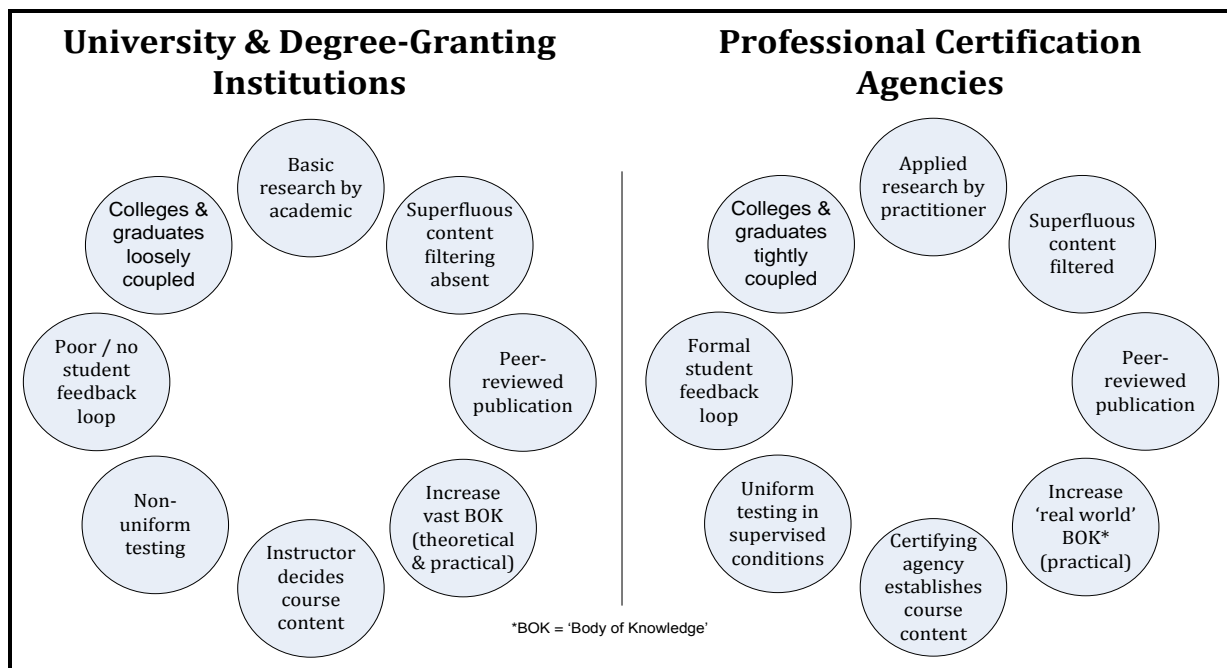 University & Degree-Granting
Institutions
Basic
research by
academic
Superfluous
content
filtering
absent
Peer-
reviewed
publication
Increase
vast BOK
(theoretical
& practical)
Instructor
decides
course
content
Non-
uniform
testing
Poor / no
student
feedback
loop
Colleges &
graduates
loosely
coupled
Professional Certification
Agencies
Applied
research by
practitioner
Superfluous
content
filtered
Peer-
reviewed
publication
Increase
‘real world’
BOK*
(practical)
Certifying
agency
establishes
course
content
Uniform
testing in
supervised
conditions
Formal
student
feedback
loop
Colleges &
graduates
tightly
coupled
*BOK = ‘Body of Knowledge’